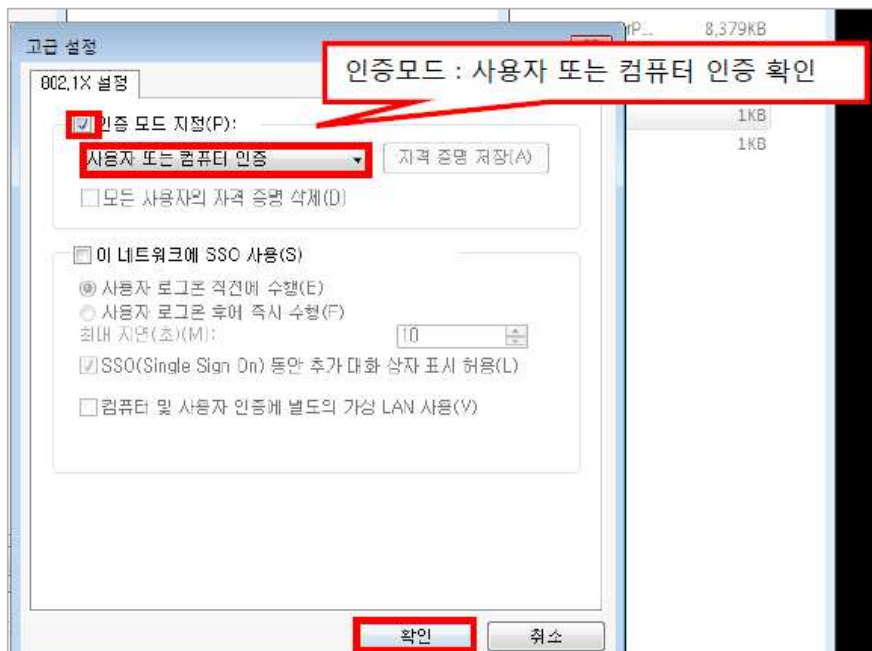 고급 설정
8,379KB
인증모드 : 사용자 또는 컴퓨터 인증 확인
802.1X 설정
1KB
인증 모드 지정(P):
1KB
사용자 또는 컴퓨터 인증
자격 증명 저장(A)
모든 사용자의 자격 증명 삭제(D)
이 네트워크에 SSO 사용(S)
사용자 로그온 직전에 수행(E)
사용자 로그온 후에 즉시 수행(F)
최대 지연(초)(M):
10
SSO(Single Sign On) 동안 추가 대화 상자 표시 허용(L)
컴퓨터 및 사용자 인증에 별도의 가상 LAN 사용(V)
확인
취소